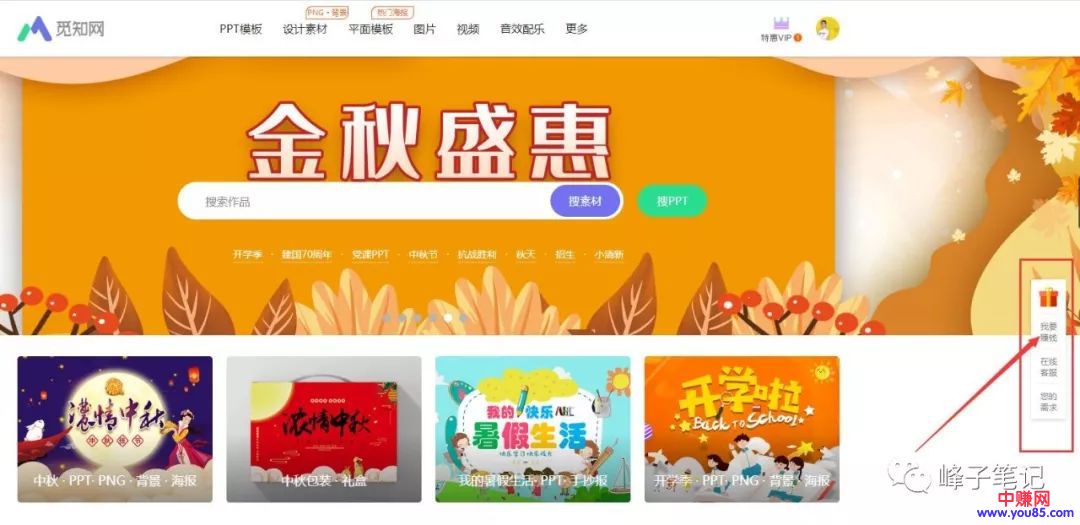 PNG·背景
热门海报
觅知网
PPT模板 设计素材 平面模板 图片 视频 音效配乐 更多
特惠VIP
金秋盛惠
搜索作品
搜素材
搜PPT
开学季 · 建国70周年 · 党课PPT · 中秋节 · 抗战胜利 · 秋天 · 招生 · 小清新
我要
赚钱
在线
客服
您的
需求
浓情中秋
中秋佳节
中秋·PPT·PNG·背景·海报
浓情中秋
中秋包装·礼盒
我的快乐
暑假生活
我的暑假生活·PPT·手抄报
开学啦
Back to School
开学季·PPT·PNG·背景·海报
峰子笔记
中赚网
www.you85.com